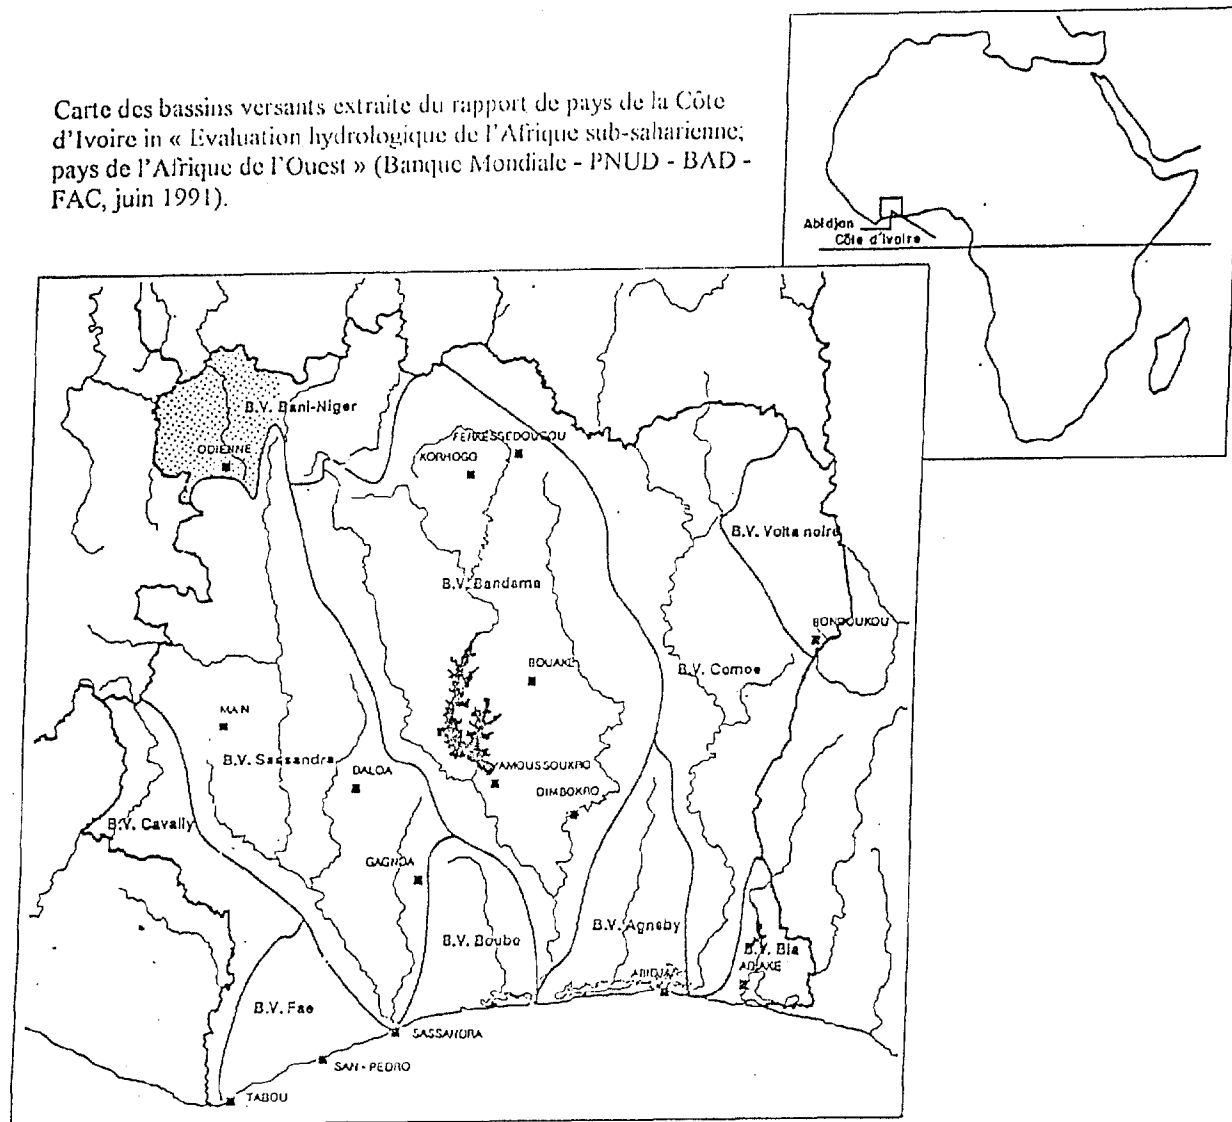 Carte des bassins versants extraite du rapport de pays de la Côte
d'Ivoire in « Evaluation hydrologique de l'Afrique sub-saharienne;
pays de l'Afrique de l'Ouest » (Banque Mondiale - PNUD - BAD -
FAC, juin 1991).
Abidjan
Côte d'Ivoire
B.V. Bani-Niger
ODIENNE
FERKESSEDOUGOU
KORHOGO
B.V. Volta noire
B.V. Bandama
BONDOUKOU
BOUAKE
B.V. Comoe
MAN
B.V. Sassandra
DALOA
YAMOUSSOUKRO
DIMBOKRO
B.V. Cavally
GAGNOA
B.V. Boubo
B.V. Agneby
B.V. Bia
ABIDJAN
ADIAKE
B.V. Fae
SASSANDRA
SAN - PEDRO
TABOU